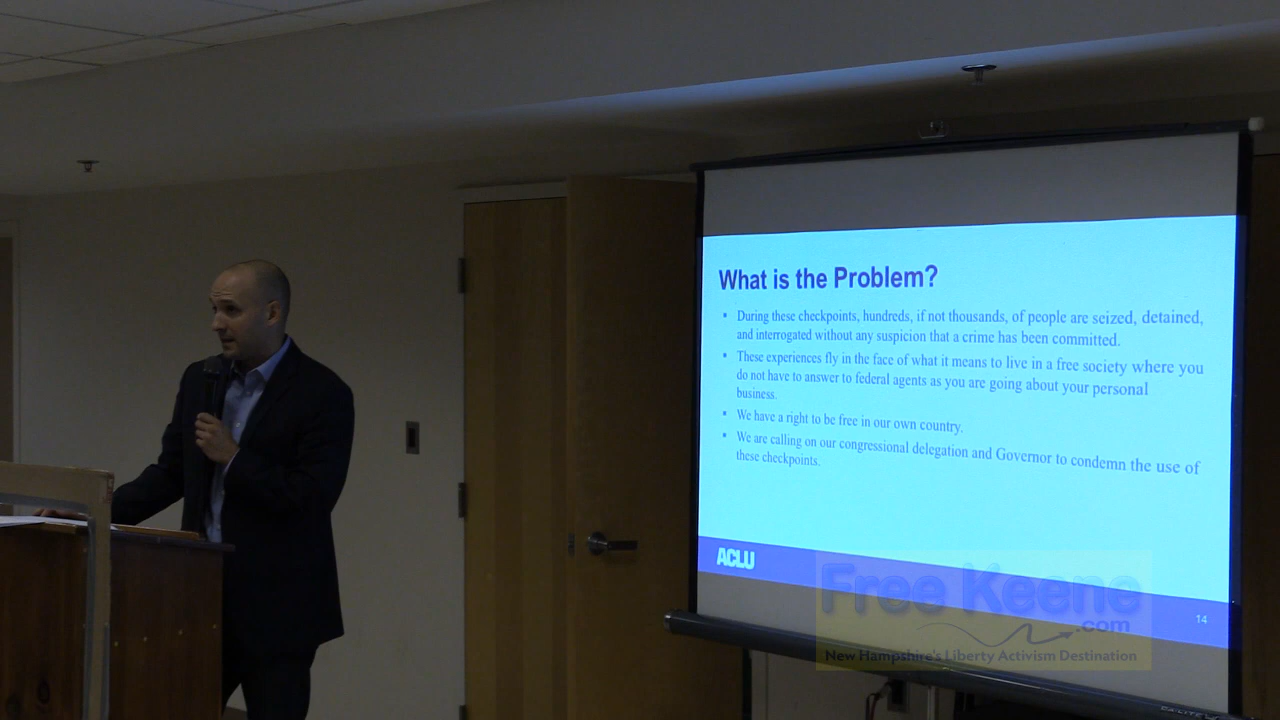 What is the Problem?
▪ During these checkpoints, hundreds, if not thousands, of people are seized, detained,
and interrogated without any suspicion that a crime has been committed.
▪ These experiences fly in the face of what it means to live in a free society where you
do not have to answer to federal agents as you are going about your personal
business.
▪ We have a right to be free in our own country.
▪ We are calling on our congressional delegation and Governor to condemn the use of
these checkpoints.
ACLU
14
Free Keene
.com
New Hampshire's Liberty Activism Destination